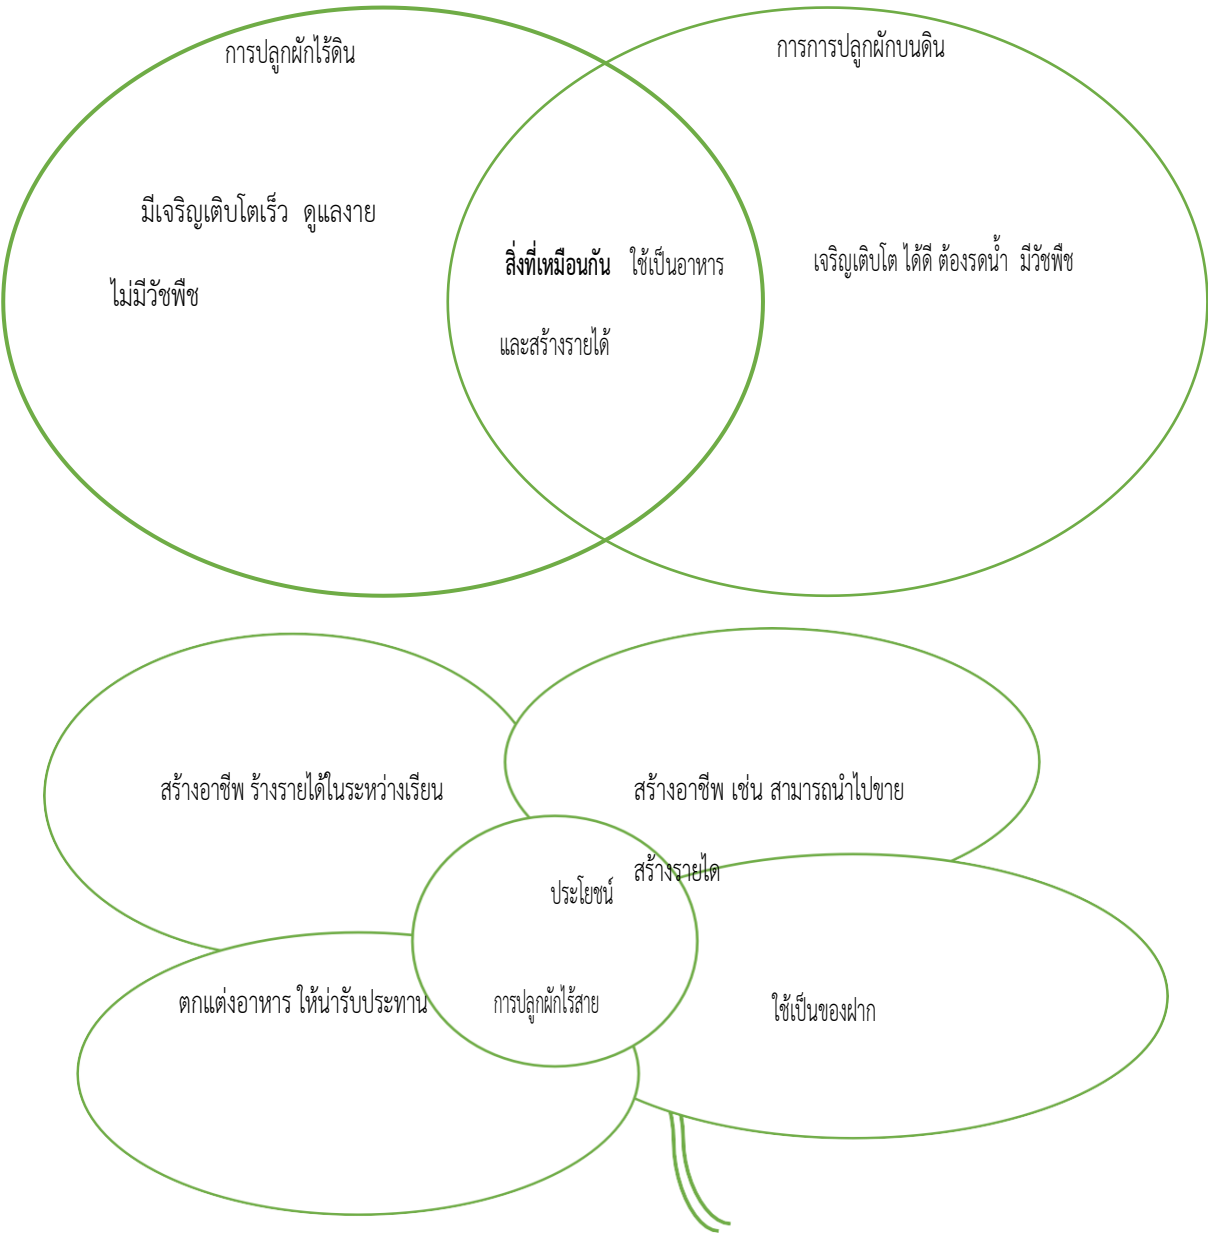 การปลูกผักไร้ดิน
การการปลูกผักบนดิน
มีเจริญเติบโตเร็ว ดูแลงาย
ไม่มีวัชพืช
สิ่งที่เหมือนกัน ใช้เป็นอาหาร
และสร้างรายได้
เจริญเติบโต ได้ดี ต้องรดน้ำ มีวัชพืช
สร้างอาชีพ ร้างรายได้ในระหว่างเรียน
สร้างอาชีพ เช่น สามารถนำไปขาย
สร้างรายได
ประโยชน์
การปลูกผักไร้สาย
ตกแต่งอาหาร ให้น่ารับประทาน
ใช้เป็นของฝาก